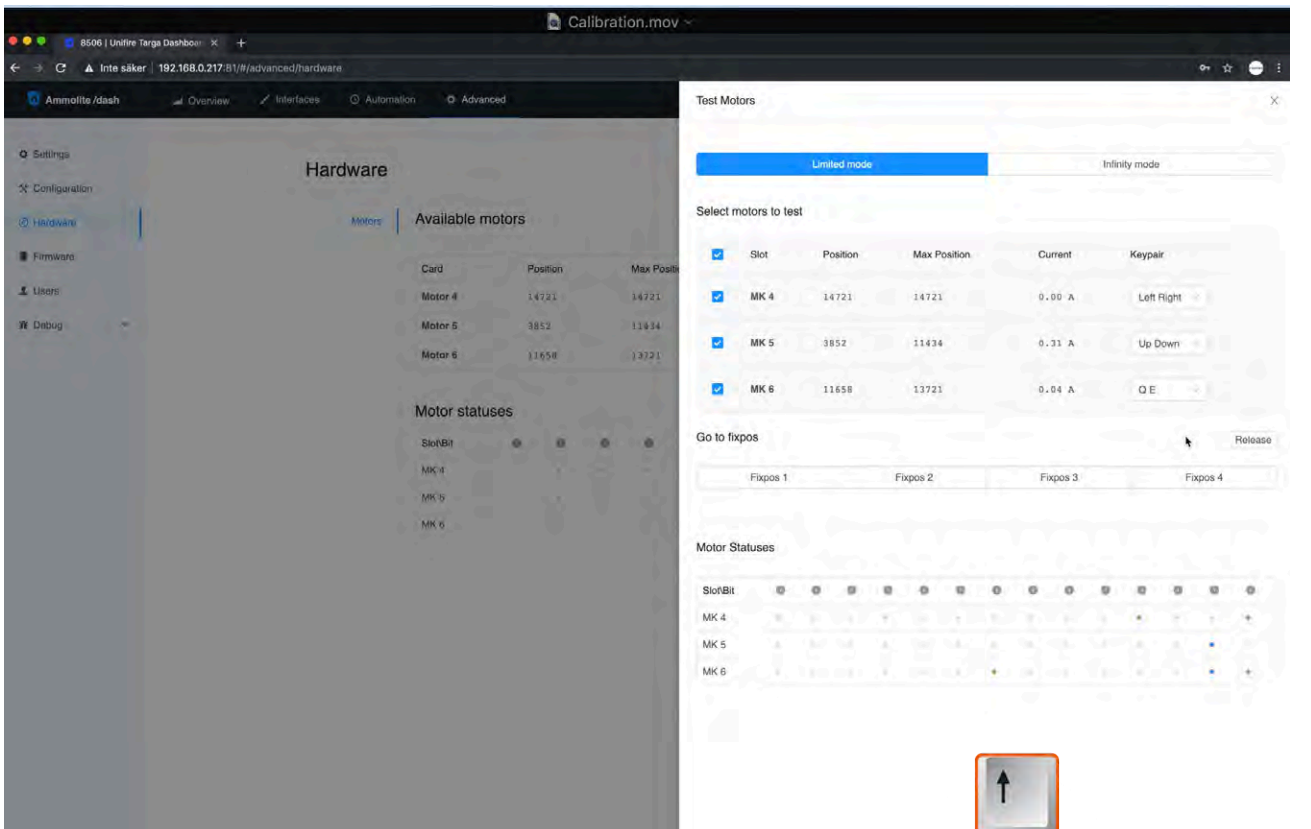 Calibration.mov
8506 | Unifire Targa Dashboar
Inte säker 192.168.0.217:81/#/advanced/hardware
Ammolite /dash Overview Interfaces Automation Advanced
Settings
Configuration
Hardware
Firmware
Users
Debug
Hardware
Motors
Available motors
Card Position Max Positi
Motor 4 14721 14721
Motor 5 3852 11434
Motor 6 11658 13721
Motor statuses
Slot\Bit
MK 4
MK 5
MK 6
Test Motors
Limited mode Infinity mode
Select motors to test
Slot Position Max Position Current Keypair
MK 4 14721 14721 0.00 A Left Right
MK 5 3852 11434 0.31 A Up Down
MK 6 11658 13721 0.04 A Q E
Go to fixpos Release
Fixpos 1 Fixpos 2 Fixpos 3 Fixpos 4
Motor Statuses
Slot\Bit
MK 4
MK 5
MK 6